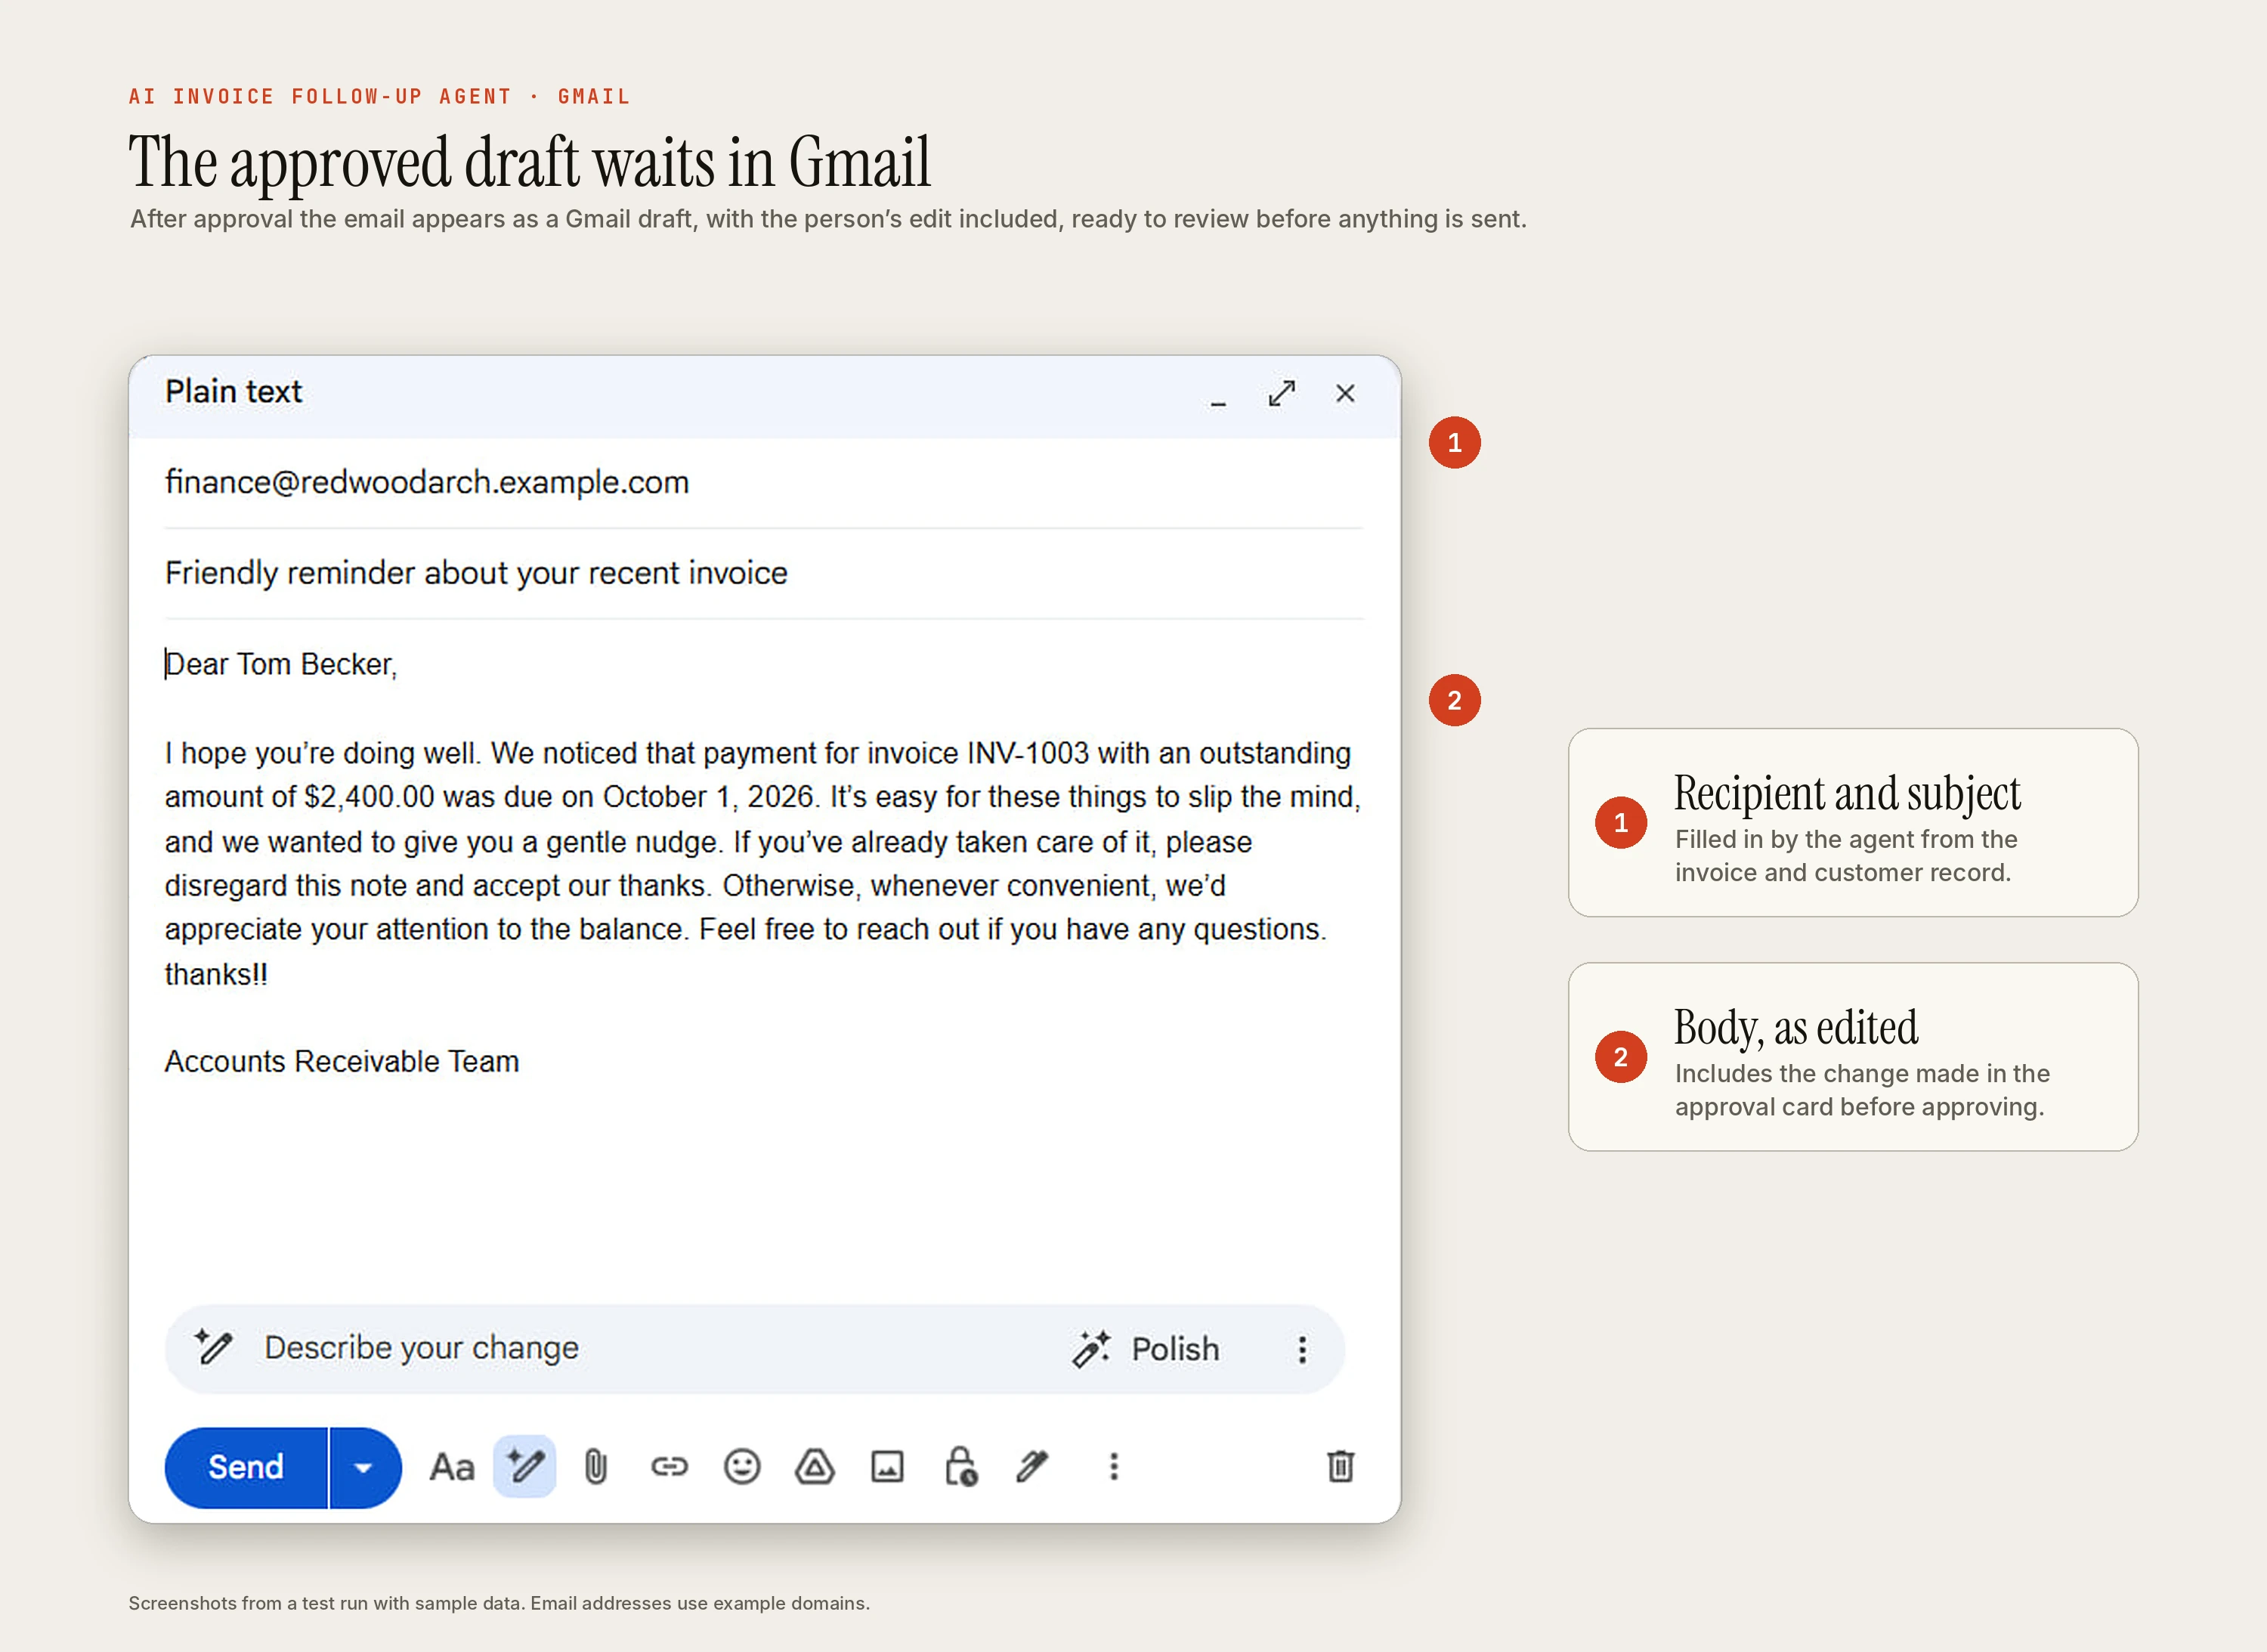 AI INVOICE FOLLOW-UP AGENT · GMAIL
The approved draft waits in Gmail
After approval the email appears as a Gmail draft, with the person’s edit included, ready to review before anything is sent.
Plain text
1
finance@redwoodarch.example.com
Friendly reminder about your recent invoice
Dear Tom Becker,
2
I hope you’re doing well. We noticed that payment for invoice INV-1003 with an outstanding
amount of $2,400.00 was due on October 1, 2026. It’s easy for these things to slip the mind,
and we wanted to give you a gentle nudge. If you’ve already taken care of it, please
disregard this note and accept our thanks. Otherwise, whenever convenient, we’d
appreciate your attention to the balance. Feel free to reach out if you have any questions.
thanks!!
Accounts Receivable Team
Describe your change
Polish
Send
Aa
1
Recipient and subject
Filled in by the agent from the
invoice and customer record.
2
Body, as edited
Includes the change made in the
approval card before approving.
Screenshots from a test run with sample data. Email addresses use example domains.